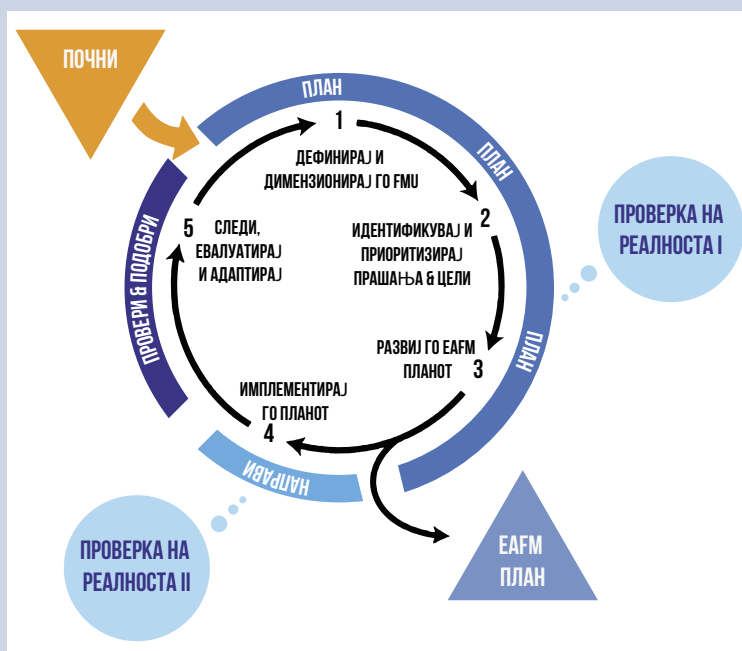 ПОЧНИ
ПЛАН
1
ДЕФИНИРАЈ И
ДИМЕНЗИОНИРАЈ ГО FMU
ПЛАН
2
ИДЕНТИФИКУВАЈ И
ПРИОРИТИЗИРАЈ
ПРАШАЊА & ЦЕЛИ
ПРОВЕРКА НА
РЕАЛНОСТА I
ПЛАН
РАЗВИЈ ГО EAFM
ПЛАНОТ
3
EAFM
ПЛАН
ИМПЛЕМЕНТИРАЈ
ГО ПЛАНОТ
4
НАПРАВИ
ПРОВЕРКА НА
РЕАЛНОСТА II
5
СЛЕДИ,
ЕВАЛУАТИРАЈ
И АДАПТИРАЈ
ПРОВЕРИ & ПОДОБРИ